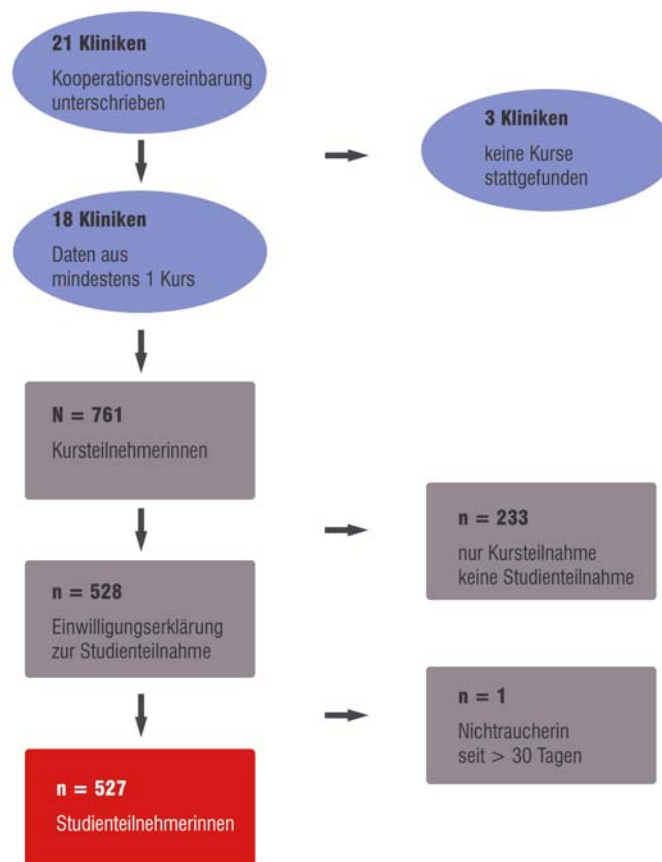 21 Kliniken
Kooperationsvereinbarung
unterschrieben
3 Kliniken
keine Kurse
stattgefunden
18 Kliniken
Daten aus
mindestens 1 Kurs
N = 761
Kursteilnehmerinnen
n = 233
nur Kursteilnahme
keine Studienteilnahme
n = 528
Einwilligungserklärung
zur Studienteilnahme
n = 1
Nichtraucherin
seit > 30 Tagen
n = 527
Studienteilnehmerinnen